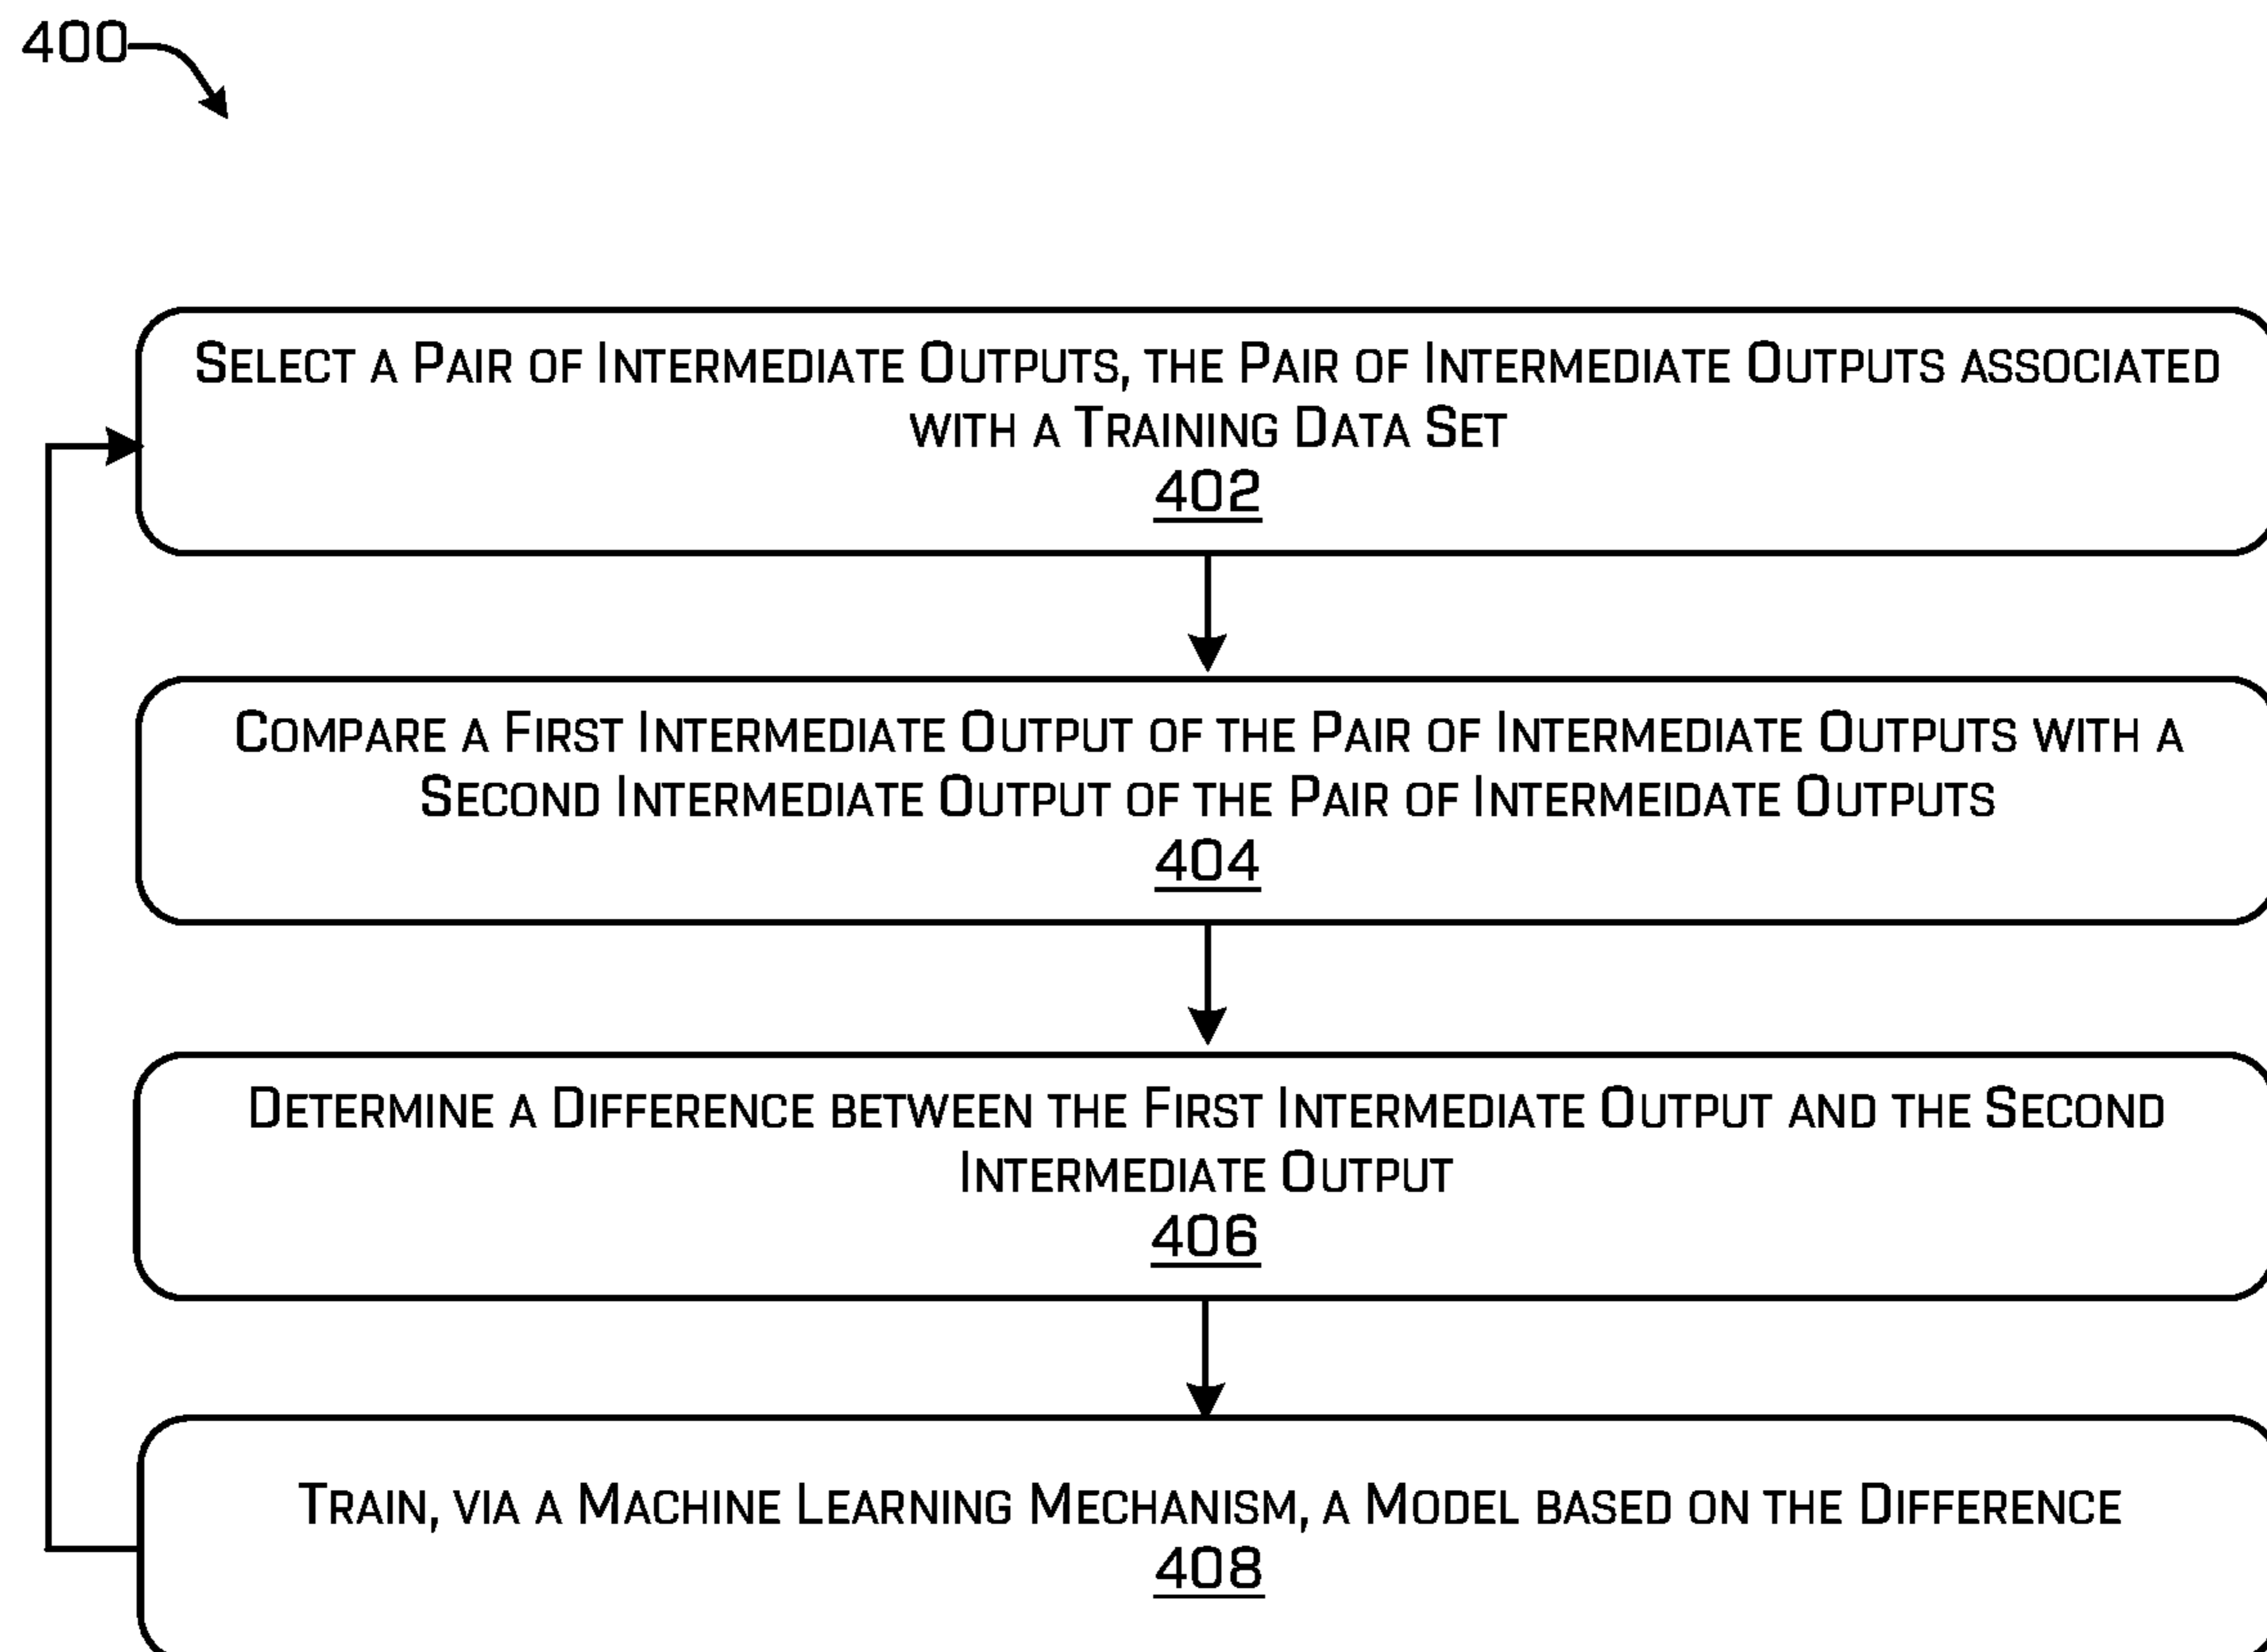 400
Select a Pair of Intermediate Outputs, the Pair of Intermediate Outputs associated
with a Training Data Set
402
Compare a First Intermediate Output of the Pair of Intermediate Outputs with a
Second Intermediate Output of the Pair of Intermeidate Outputs
404
Determine a Difference between the First Intermediate Output and the Second
Intermediate Output
406
Train, via a Machine Learning Mechanism, a Model based on the Difference
408